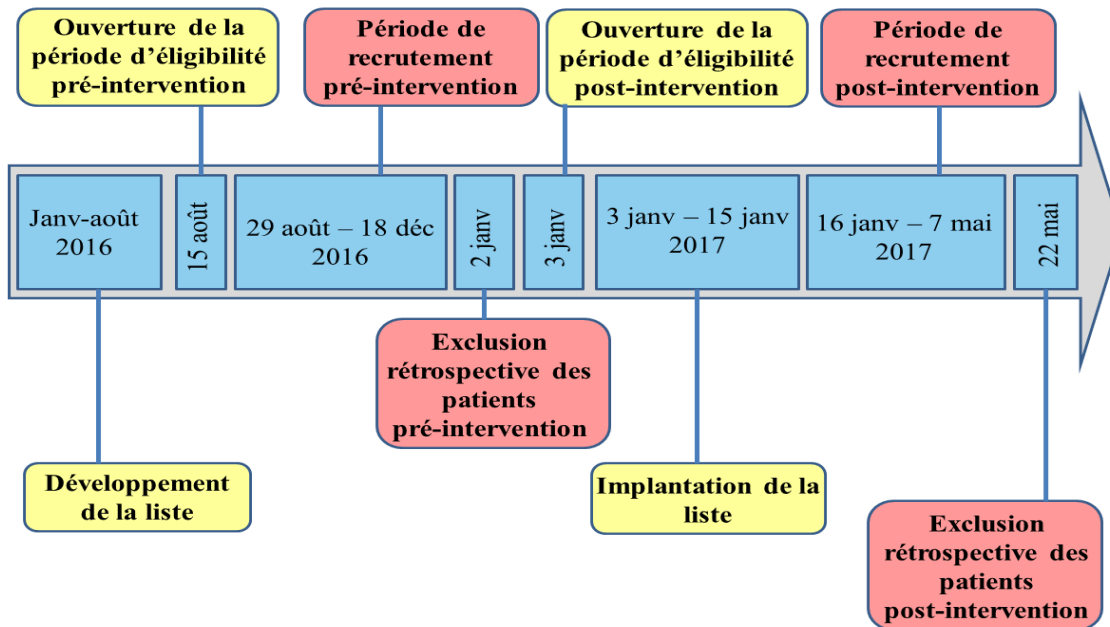 Ouverture de la
période d’éligibilité
pré-intervention
Période de
recrutement
pré-intervention
Ouverture de la
période d’éligibilité
post-intervention
Période de
recrutement
post-intervention
Janv-août
2016
15 août
29 août – 18 déc
2016
2 janv
3 janv
3 janv – 15 janv
2017
16 janv – 7 mai
2017
22 mai
Exclusion
rétrospective des
patients
pré-intervention
Développement
de la liste
Implantation de la
liste
Exclusion
rétrospective des
patients
post-intervention